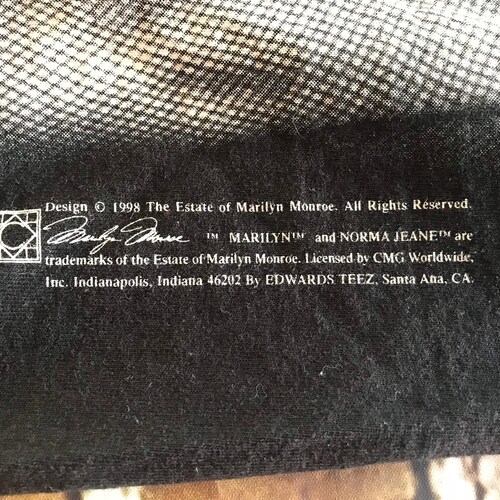 Design © 1998 The Estate of Marilyn Monroe. All Rights Reserved.
Marilyn Monroe ™ MARILYN™ and NORMA JEANE™ are
trademarks of the Estate of Marilyn Monroe. Licensed by CMG Worldwide,
Inc. Indianapolis, Indiana 46202 By EDWARDS TEEZ, Santa Ana, CA.